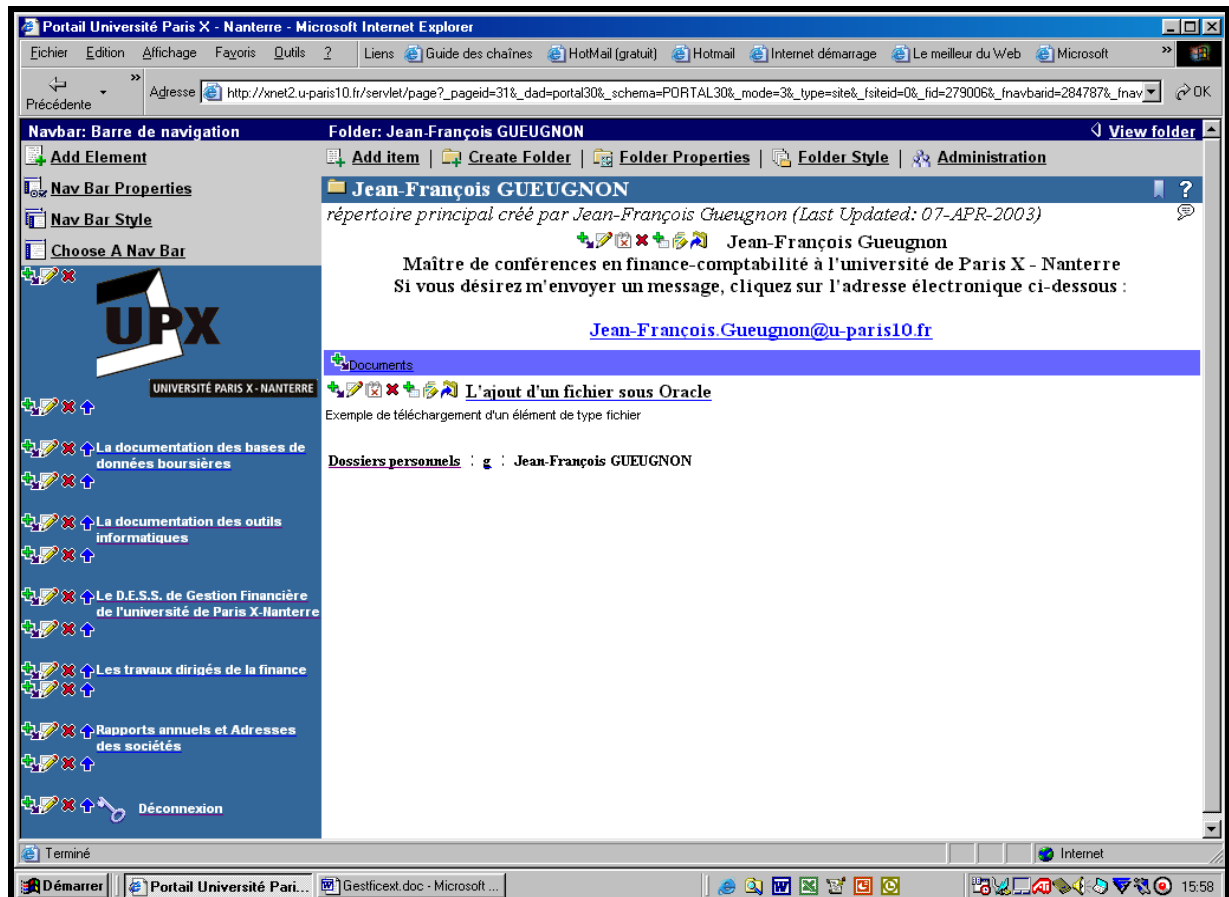 Portail Université Paris X - Nanterre - Microsoft Internet Explorer
Fichier Edition Affichage Favoris Outils ? Liens Guide des chaînes HotMail (gratuit) Hotmail Internet démarrage Le meilleur du Web Microsoft »
Précédente » Adresse http://xnet2.u-paris10.fr/servlet/page?_pageid=31&_dad=portal30&_schema=PORTAL30&_mode=3&_type=site&_fsiteid=0&_fid=279006&_fnavbarid=284787&_fnav OK
Navbar: Barre de navigation
Add Element
Nav Bar Properties
Nav Bar Style
Choose A Nav Bar
UPX
UNIVERSITÉ PARIS X - NANTERRE
La documentation des bases de
données boursières
La documentation des outils
informatiques
Le D.E.S.S. de Gestion Financière
de l'université de Paris X-Nanterre
Les travaux dirigés de la finance
Rapports annuels et Adresses
des sociétés
Déconnexion
Folder: Jean-François GUEUGNON View folder
Add item | Create Folder | Folder Properties | Folder Style | Administration
Jean-François GUEUGNON ?
répertoire principal créé par Jean-François Gueugnon (Last Updated: 07-APR-2003)
Jean-François Gueugnon
Maître de conférences en finance-comptabilité à l'université de Paris X - Nanterre
Si vous désirez m'envoyer un message, cliquez sur l'adresse électronique ci-dessous :
Jean-François.Gueugnon@u-paris10.fr
Documents
L'ajout d'un fichier sous Oracle
Exemple de téléchargement d'un élément de type fichier
Dossiers personnels : g : Jean-François GUEUGNON
Terminé Internet
Démarrer Portail Université Pari... Gestficext.doc - Microsoft ... 15:58